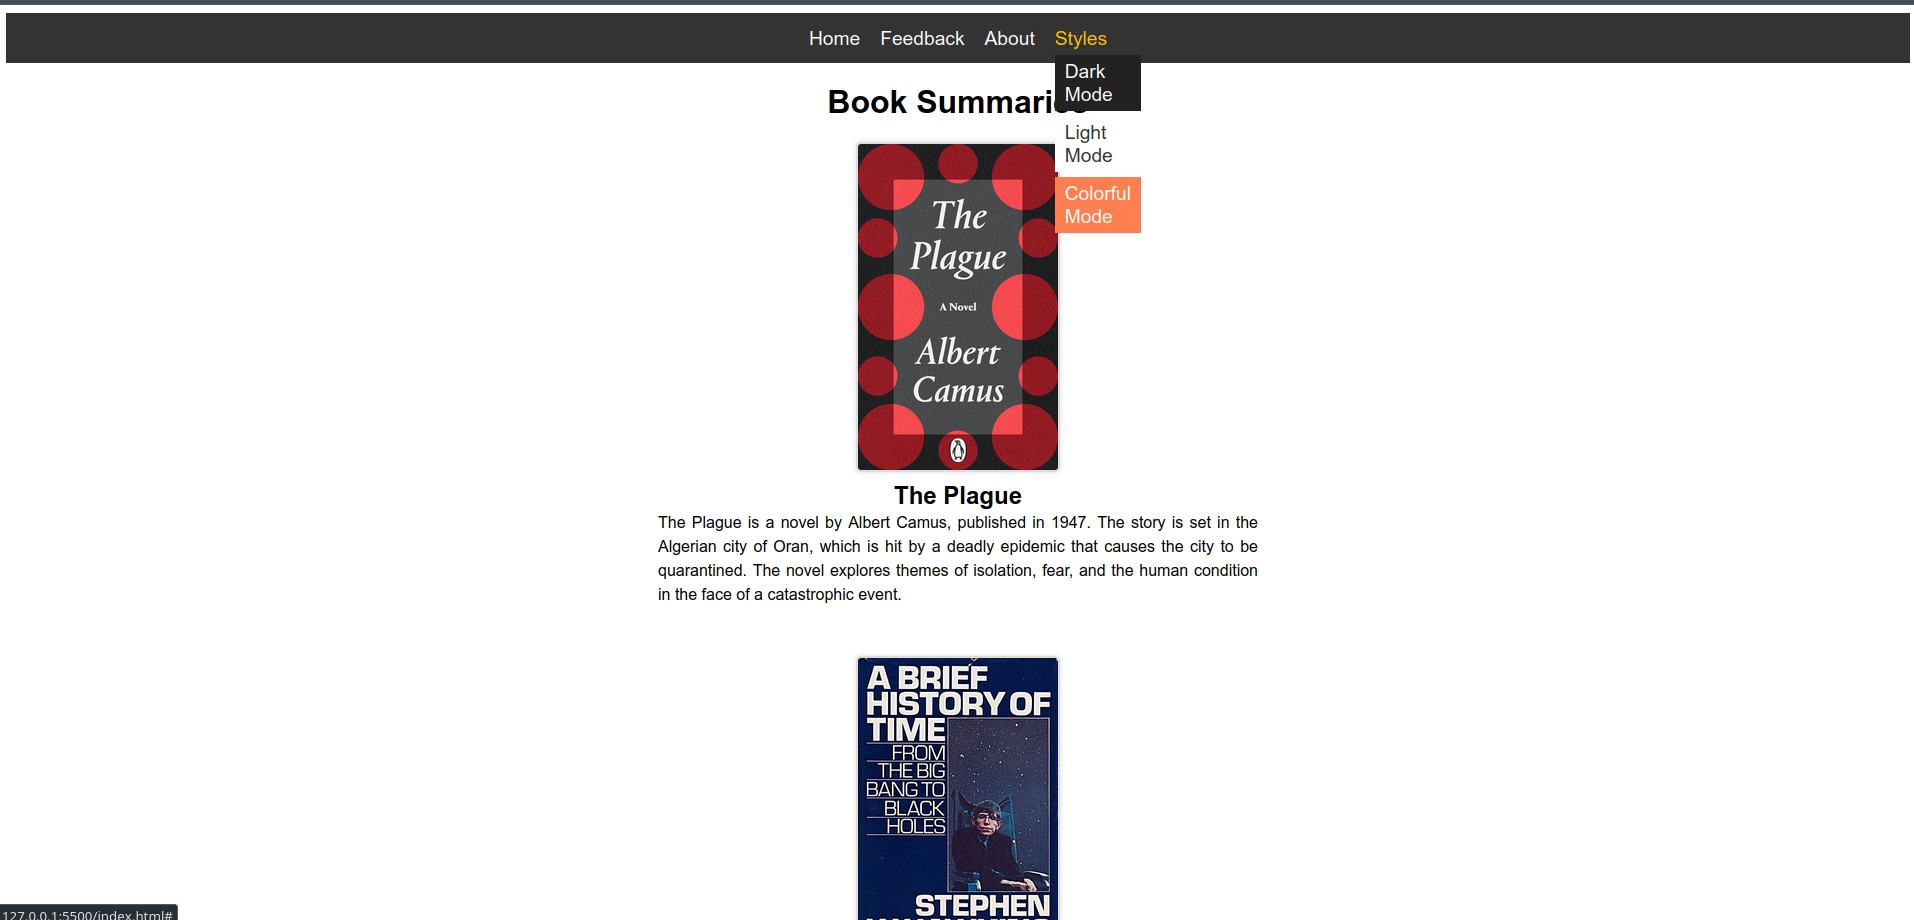 Home Feedback About Styles
Dark
Mode
Book Summaries
Light
Mode
Colorful
Mode
The
Plague
A Novel
Albert
Camus
The Plague
The Plague is a novel by Albert Camus, published in 1947. The story is set in the
Algerian city of Oran, which is hit by a deadly epidemic that causes the city to be
quarantined. The novel explores themes of isolation, fear, and the human condition
in the face of a catastrophic event.
A BRIEF
HISTORY OF
TIME
FROM
THE BIG
BANG TO
BLACK
HOLES
STEPHEN
127.0.0.1:5500/index.html#